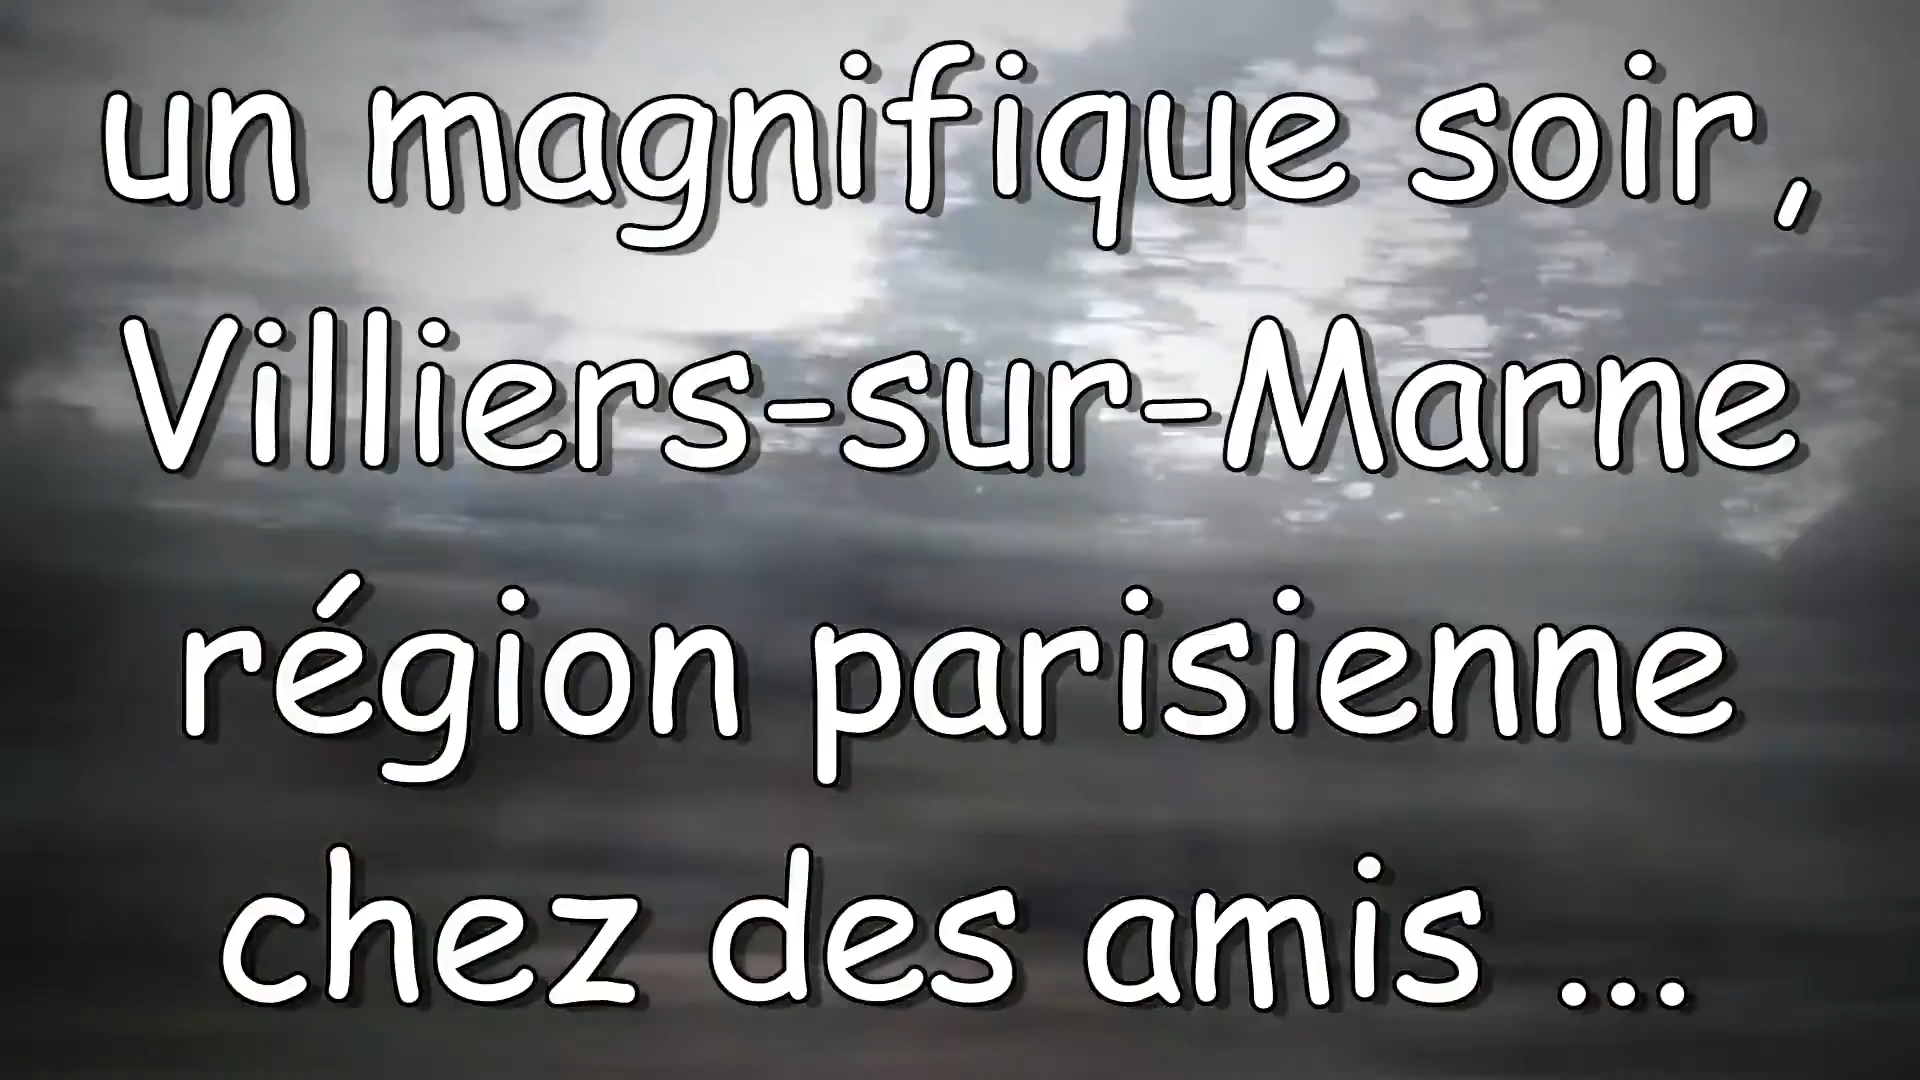 un magnifique soir,
Villiers-sur-Marne
région parisienne
chez des amis ...